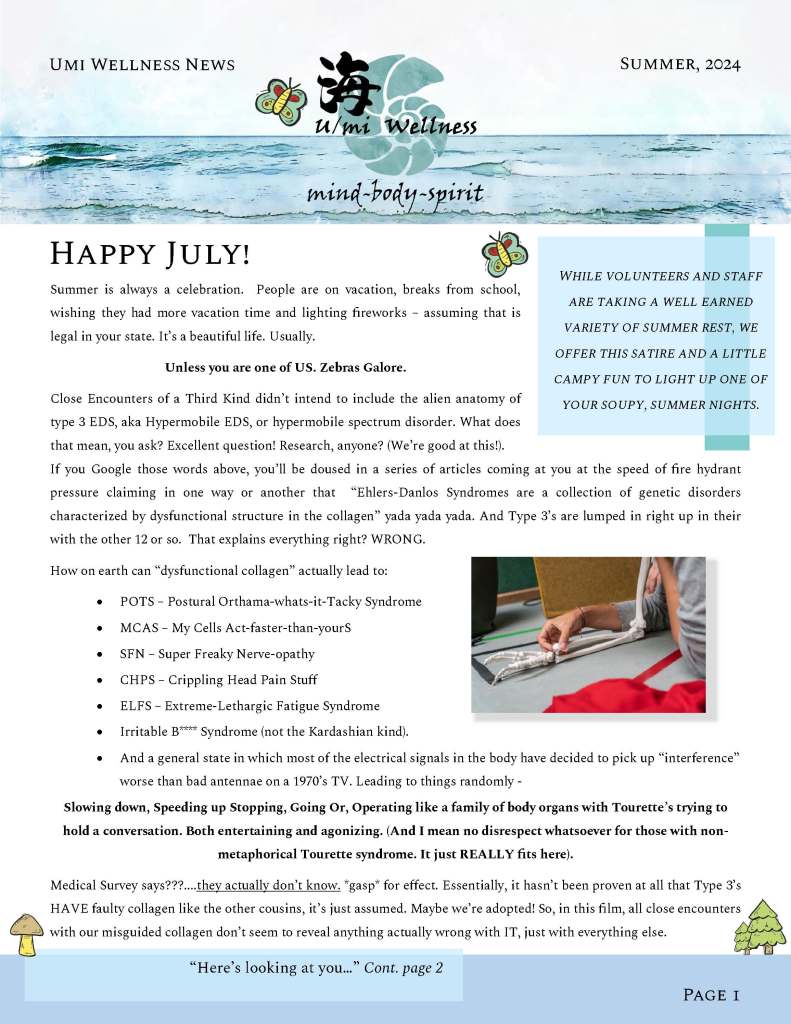 Umi Wellness News
Summer, 2024
海
U/mi Wellness
mind-body-spirit
Happy July!
Summer is always a celebration. People are on vacation, breaks from school,
wishing they had more vacation time and lighting fireworks – assuming that is
legal in your state. It's a beautiful life. Usually.
Unless you are one of US. Zebras Galore.
Close Encounters of a Third Kind didn't intend to include the alien anatomy of
type 3 EDS, aka Hypermobile EDS, or hypermobile spectrum disorder. What does
that mean, you ask? Excellent question! Research, anyone? (We're good at this!).
While volunteers and staff
are taking a well earned
variety of summer rest, we
offer this satire and a little
campy fun to light up one of
your soupy, summer nights.
If you Google those words above, you'll be doused in a series of articles coming at you at the speed of fire hydrant
pressure claiming in one way or another that "Ehlers-Danlos Syndromes are a collection of genetic disorders
characterized by dysfunctional structure in the collagen" yada yada yada. And Type 3's are lumped in right up in their
with the other 12 or so. That explains everything right? WRONG.
How on earth can "dysfunctional collagen" actually lead to:
• POTS – Postural Orthama-whats-it-Tacky Syndrome
• MCAS – My Cells Act-faster-than-yourS
• SFN – Super Freaky Nerve-opathy
• CHPS – Crippling Head Pain Stuff
• ELFS – Extreme-Lethargic Fatigue Syndrome
• Irritable B**** Syndrome (not the Kardashian kind).
• And a general state in which most of the electrical signals in the body have decided to pick up "interference"
worse than bad antennae on a 1970's TV. Leading to things randomly -
Slowing down, Speeding up Stopping, Going Or, Operating like a family of body organs with Tourette's trying to
hold a conversation. Both entertaining and agonizing. (And I mean no disrespect whatsoever for those with non-
metaphorical Tourette syndrome. It just REALLY fits here).
Medical Survey says???....they actually don't know. *gasp* for effect. Essentially, it hasn't been proven at all that Type 3's
HAVE faulty collagen like the other cousins, it's just assumed. Maybe we're adopted! So, in this film, all close encounters
with our misguided collagen don't seem to reveal anything actually wrong with IT, just with everything else.
"Here's looking at you…" Cont. page 2
Page 1